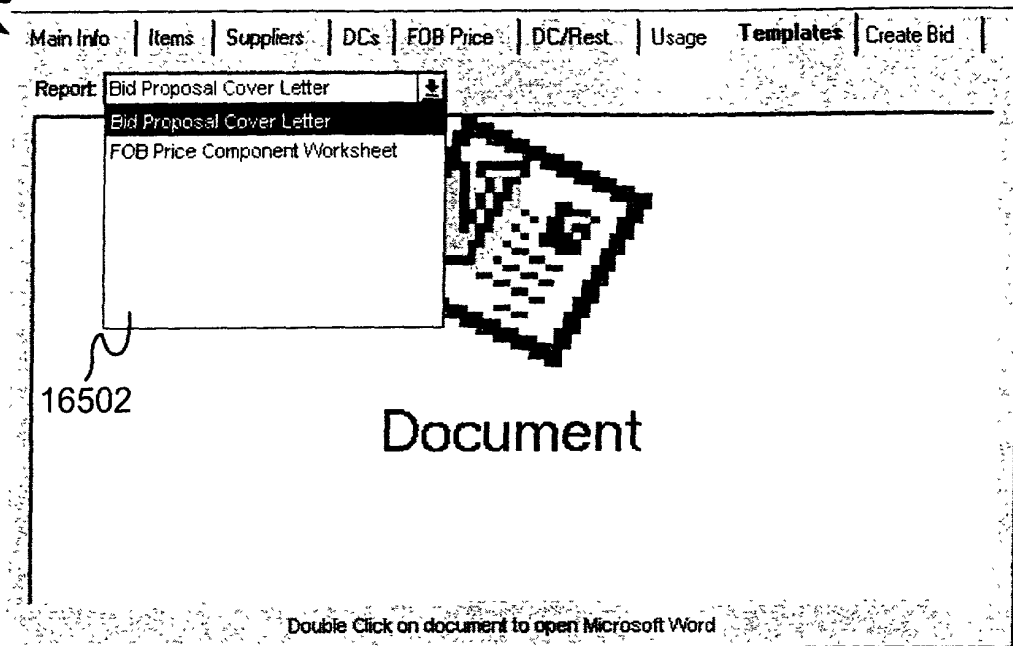 Main Info Items Suppliers DCs FOB Price DC/Rest. Usage Templates Create Bid
Report: Bid Proposal Cover Letter
Bid Proposal Cover Letter
FOB Price Component Worksheet
16502
Document
Double Click on document to open Microsoft Word